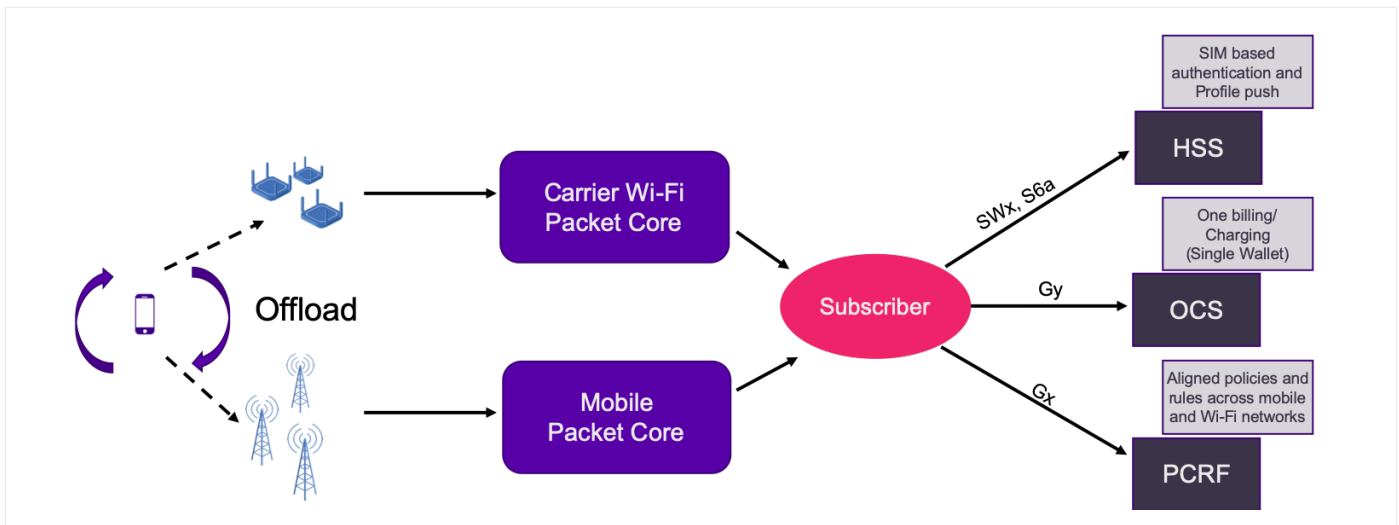 Offload
Carrier Wi-Fi
Packet Core
Mobile
Packet Core
Subscriber
SWx, S6a
Gy
Gx
SIM based
authentication and
Profile push
HSS
One billing/
Charging
(Single Wallet)
OCS
Aligned policies and
rules across mobile
and Wi-Fi networks
PCRF